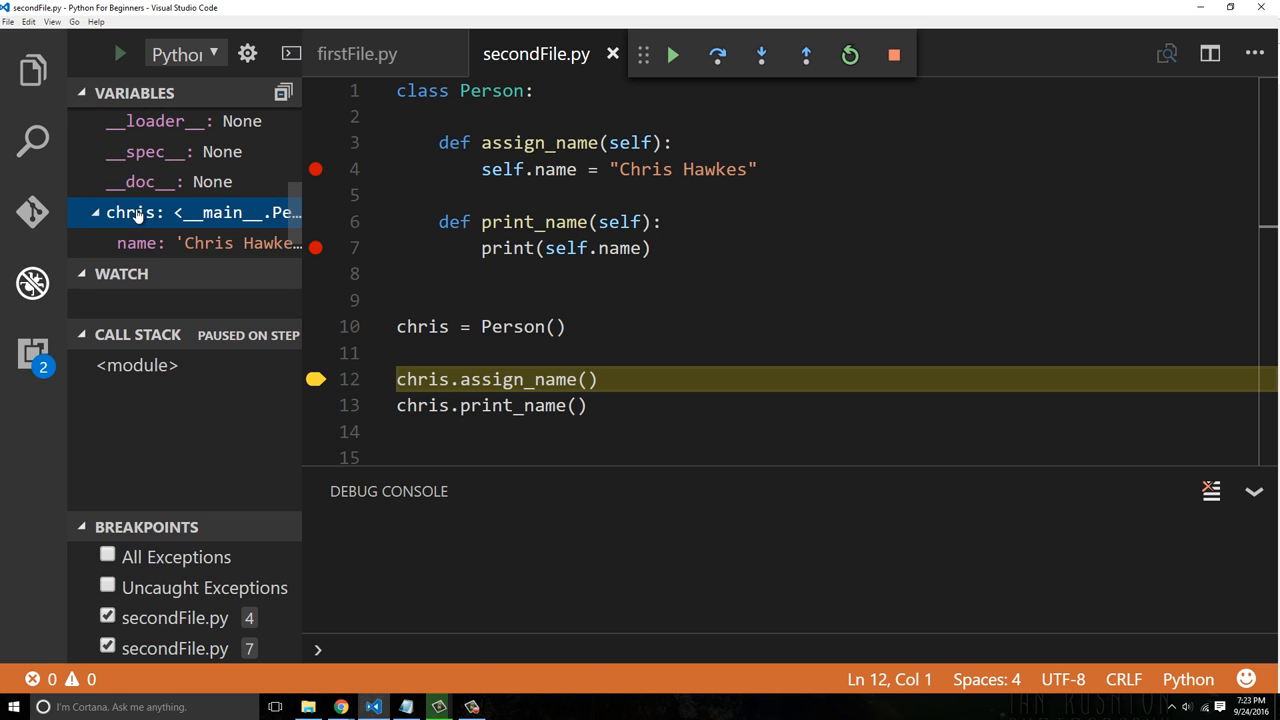 secondFile.py - Python For Beginners - Visual Studio Code
File Edit View Go Help
Python
firstFile.py
secondFile.py
VARIABLES
__loader__: None
__spec__: None
__doc__: None
chris: <__main__.Pe...
name: 'Chris Hawke...
WATCH
CALL STACK PAUSED ON STEP
<module>
BREAKPOINTS
All Exceptions
Uncaught Exceptions
secondFile.py 4
secondFile.py 7
2
1 class Person:
2
3 def assign_name(self):
4 self.name = "Chris Hawkes"
5
6 def print_name(self):
7 print(self.name)
8
9
10 chris = Person()
11
12 chris.assign_name()
13 chris.print_name()
14
15
DEBUG CONSOLE
0 0
Ln 12, Col 1 Spaces: 4 UTF-8 CRLF Python
I'm Cortana. Ask me anything.
7:23 PM
9/24/2016